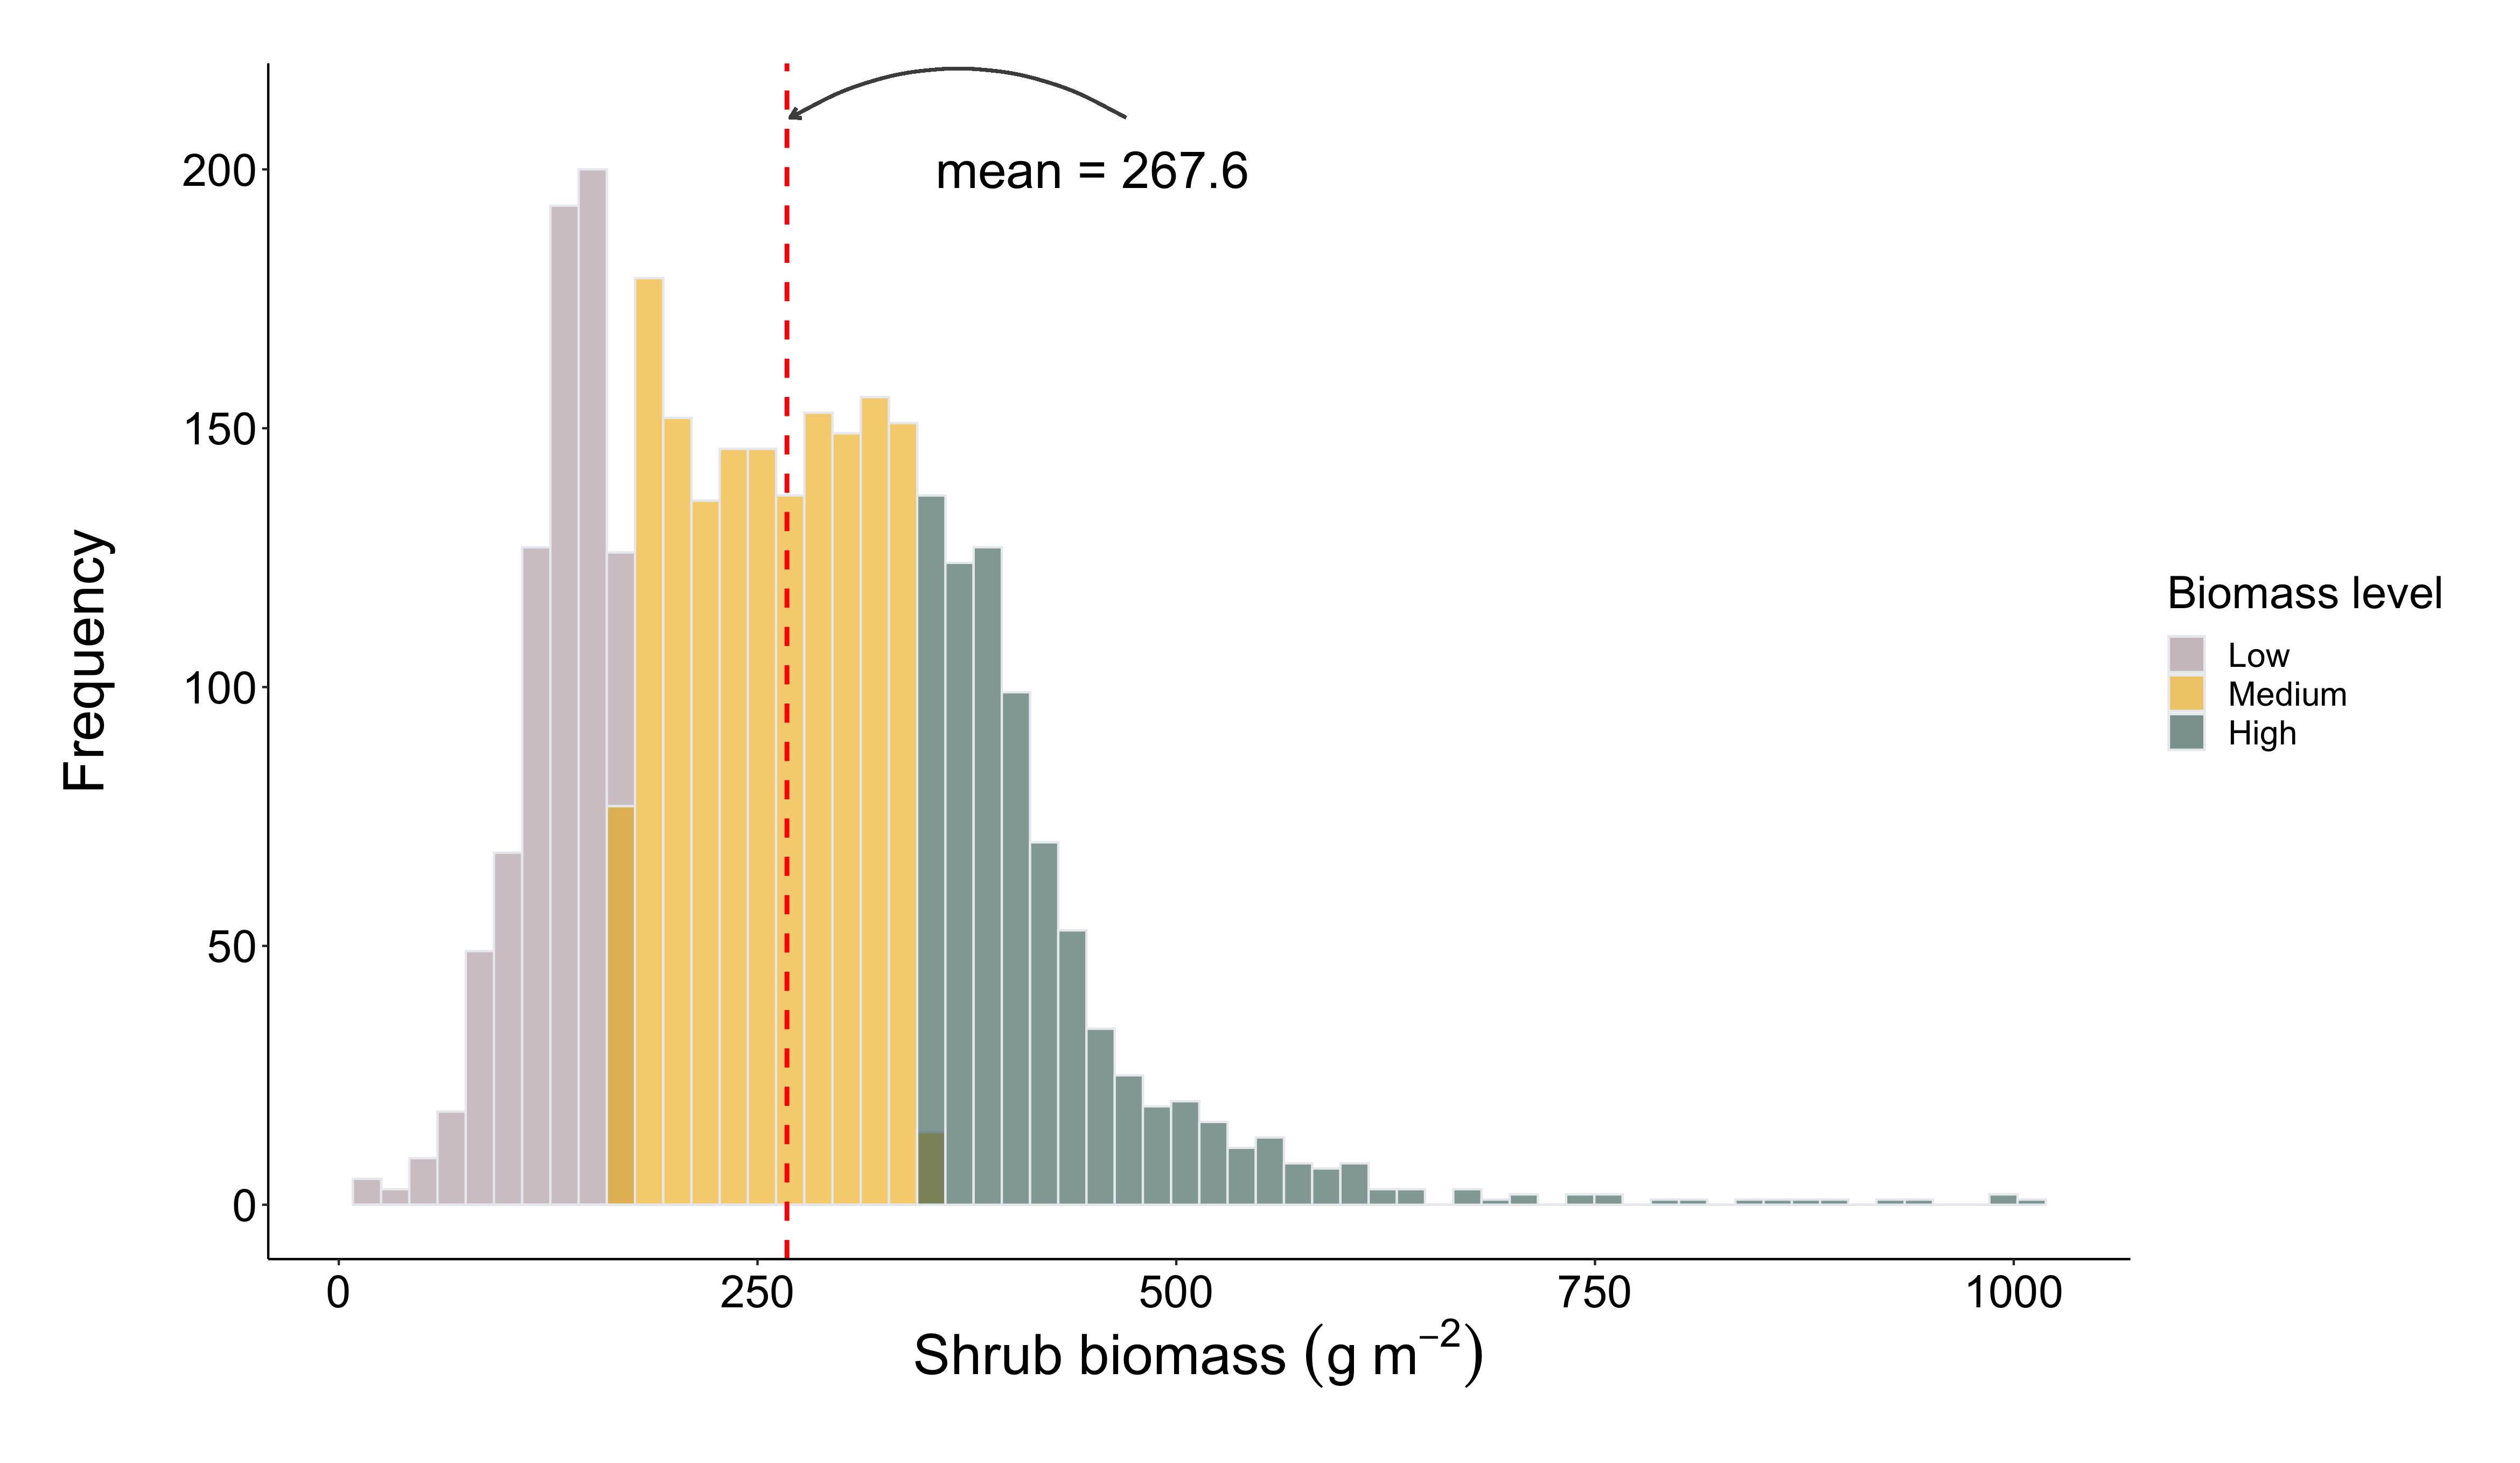 mean = 267.6
200
150
100
50
0
Frequency
0 250 500 750 1000
Shrub biomass (g m⁻²)
Biomass level
Low
Medium
High